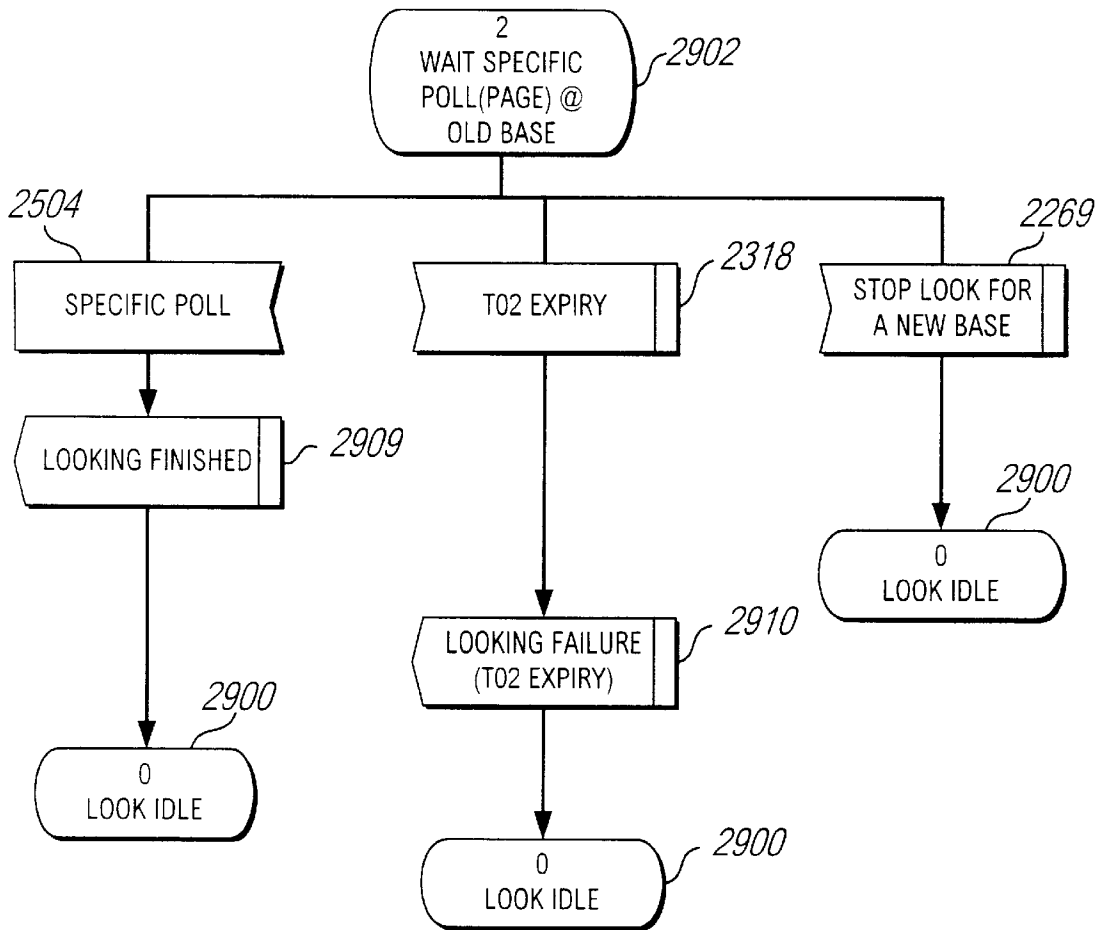 2
WAIT SPECIFIC
POLL(PAGE) @
OLD BASE
2902
2504
SPECIFIC POLL
T02 EXPIRY
2318
STOP LOOK FOR
A NEW BASE
2269
LOOKING FINISHED
2909
0
LOOK IDLE
2900
LOOKING FAILURE
(T02 EXPIRY)
2910
0
LOOK IDLE
2900
0
LOOK IDLE
2900